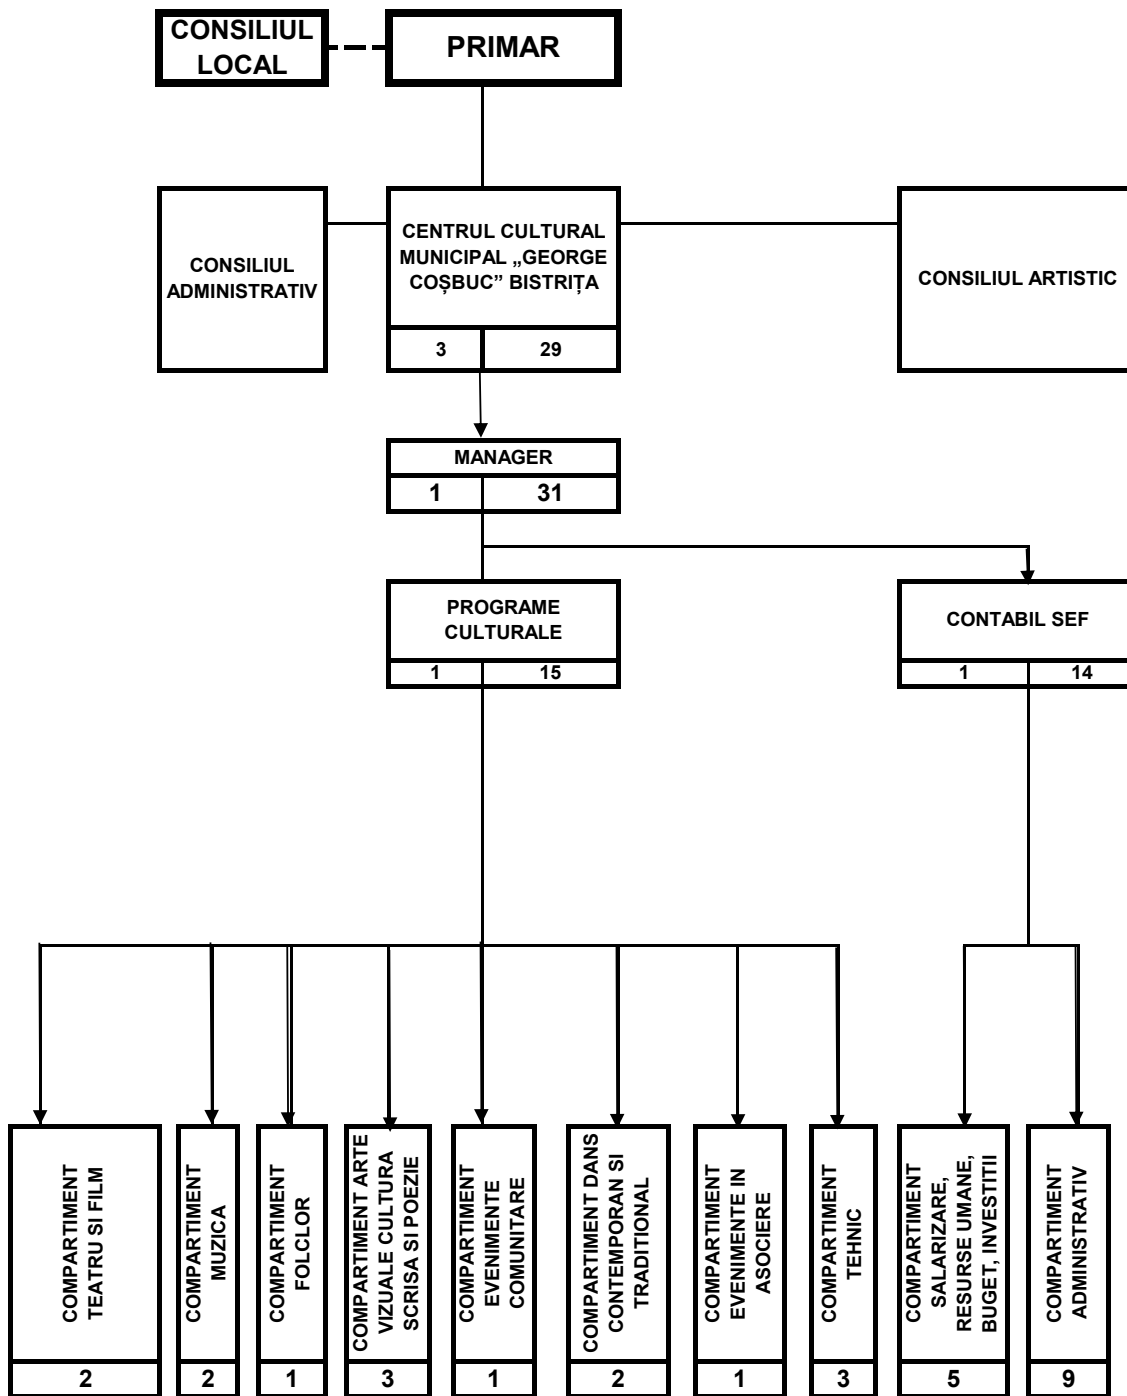 CONSILIUL
LOCAL
PRIMAR
CONSILIUL
ADMINISTRATIV
CENTRUL CULTURAL
MUNICIPAL „GEORGE
COȘBUC” BISTRIȚA
3
29
CONSILIUL ARTISTIC
MANAGER
1
31
PROGRAME
CULTURALE
1
15
CONTABIL SEF
1
14
COMPARTIMENT
TEATRU SI FILM
2
COMPARTIMENT
MUZICA
2
COMPARTIMENT
FOLCLOR
1
COMPARTIMENT ARTE
VIZUALE CULTURA
SCRISA SI POEZIE
3
COMPARTIMENT
EVENIMENTE
COMUNITARE
1
COMPARTIMENT DANS
CONTEMPORAN SI
TRADITIONAL
2
COMPARTIMENT
EVENIMENTE IN
ASOCIERE
1
COMPARTIMENT
TEHNIC
3
COMPARTIMENT
SALARIZARE,
RESURSE UMANE,
BUGET, INVESTITII
5
COMPARTIMENT
ADMINISTRATIV
9